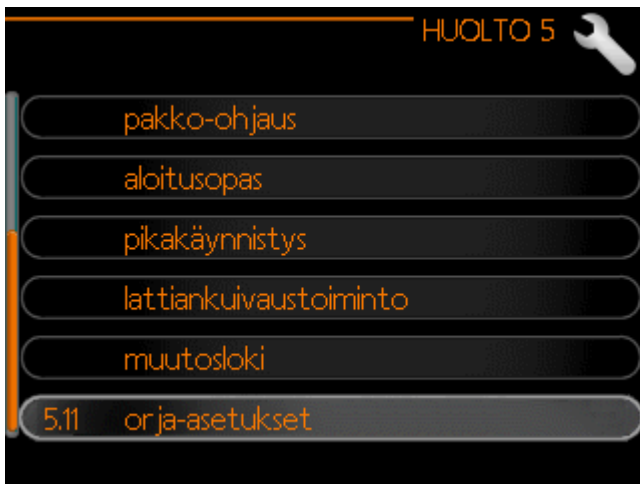 HUOLTO 5
pakko-ohjaus
aloitusopas
pikakäynnistys
lattiankuivaustoiminto
muutosloki
5.11 orja-asetukset